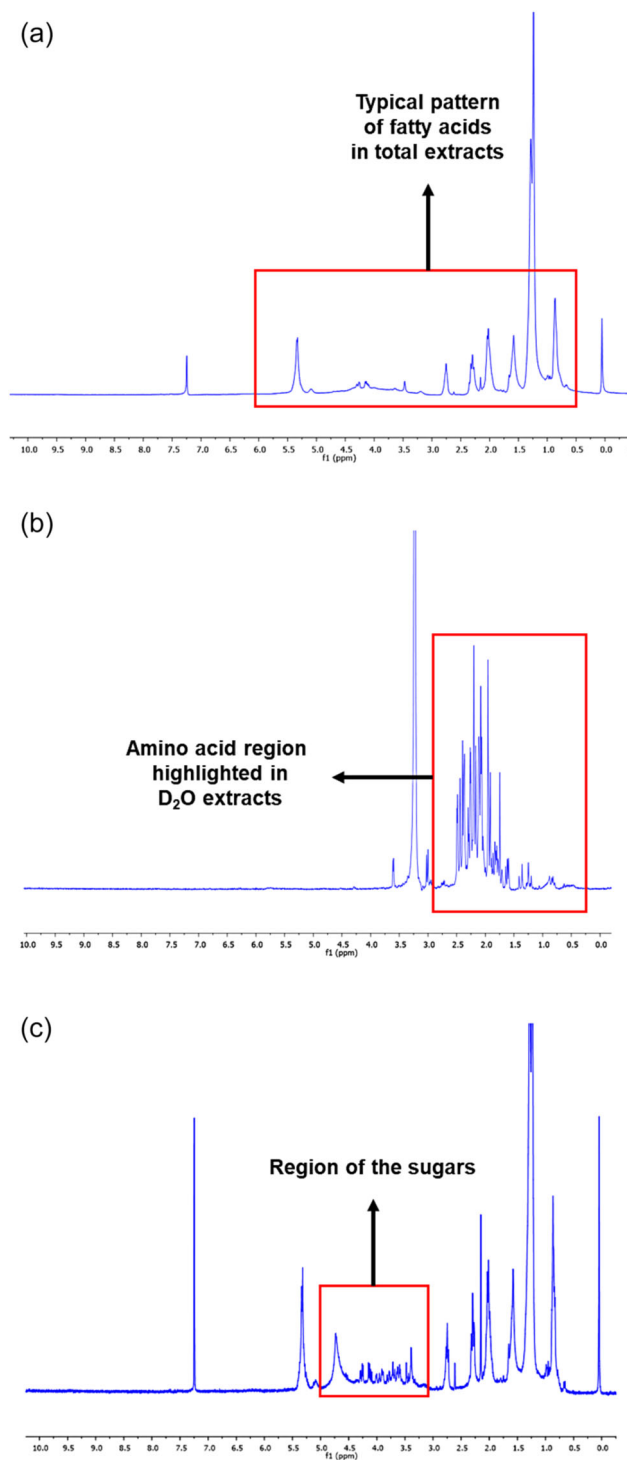 (a)
Typical pattern
of fatty acids
in total extracts
10.0 9.5 9.0 8.5 8.0 7.5 7.0 6.5 6.0 5.5 5.0 4.5 4.0 3.5 3.0 2.5 2.0 1.5 1.0 0.5 0.0
f1 (ppm)
(b)
Amino acid region
highlighted in
D₂O extracts
10.0 9.5 9.0 8.5 8.0 7.5 7.0 6.5 6.0 5.5 5.0 4.5 4.0 3.5 3.0 2.5 2.0 1.5 1.0 0.5 0.0
f1 (ppm)
(c)
Region of the sugars
10.0 9.5 9.0 8.5 8.0 7.5 7.0 6.5 6.0 5.5 5.0 4.5 4.0 3.5 3.0 2.5 2.0 1.5 1.0 0.5 0.0
f1 (ppm)